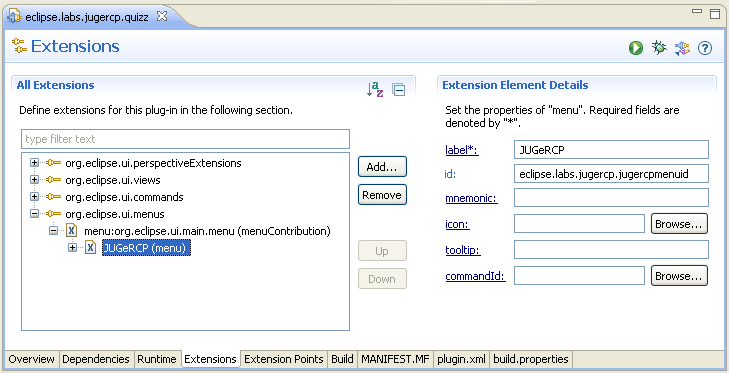 eclipse.labs.jugercp.quizz
Extensions
All Extensions
Define extensions for this plug-in in the following section.
type filter text
org.eclipse.ui.perspectiveExtensions
org.eclipse.ui.views
org.eclipse.ui.commands
org.eclipse.ui.menus
menu:org.eclipse.ui.main.menu (menuContribution)
JUGeRCP (menu)
Add...
Remove
Up
Down
Extension Element Details
Set the properties of "menu". Required fields are
denoted by "*".
label*: JUGeRCP
id: eclipse.labs.jugercp.jugercpmenuid
mnemonic:
icon: Browse...
tooltip:
commandId: Browse...
Overview Dependencies Runtime Extensions Extension Points Build MANIFEST.MF plugin.xml build.properties